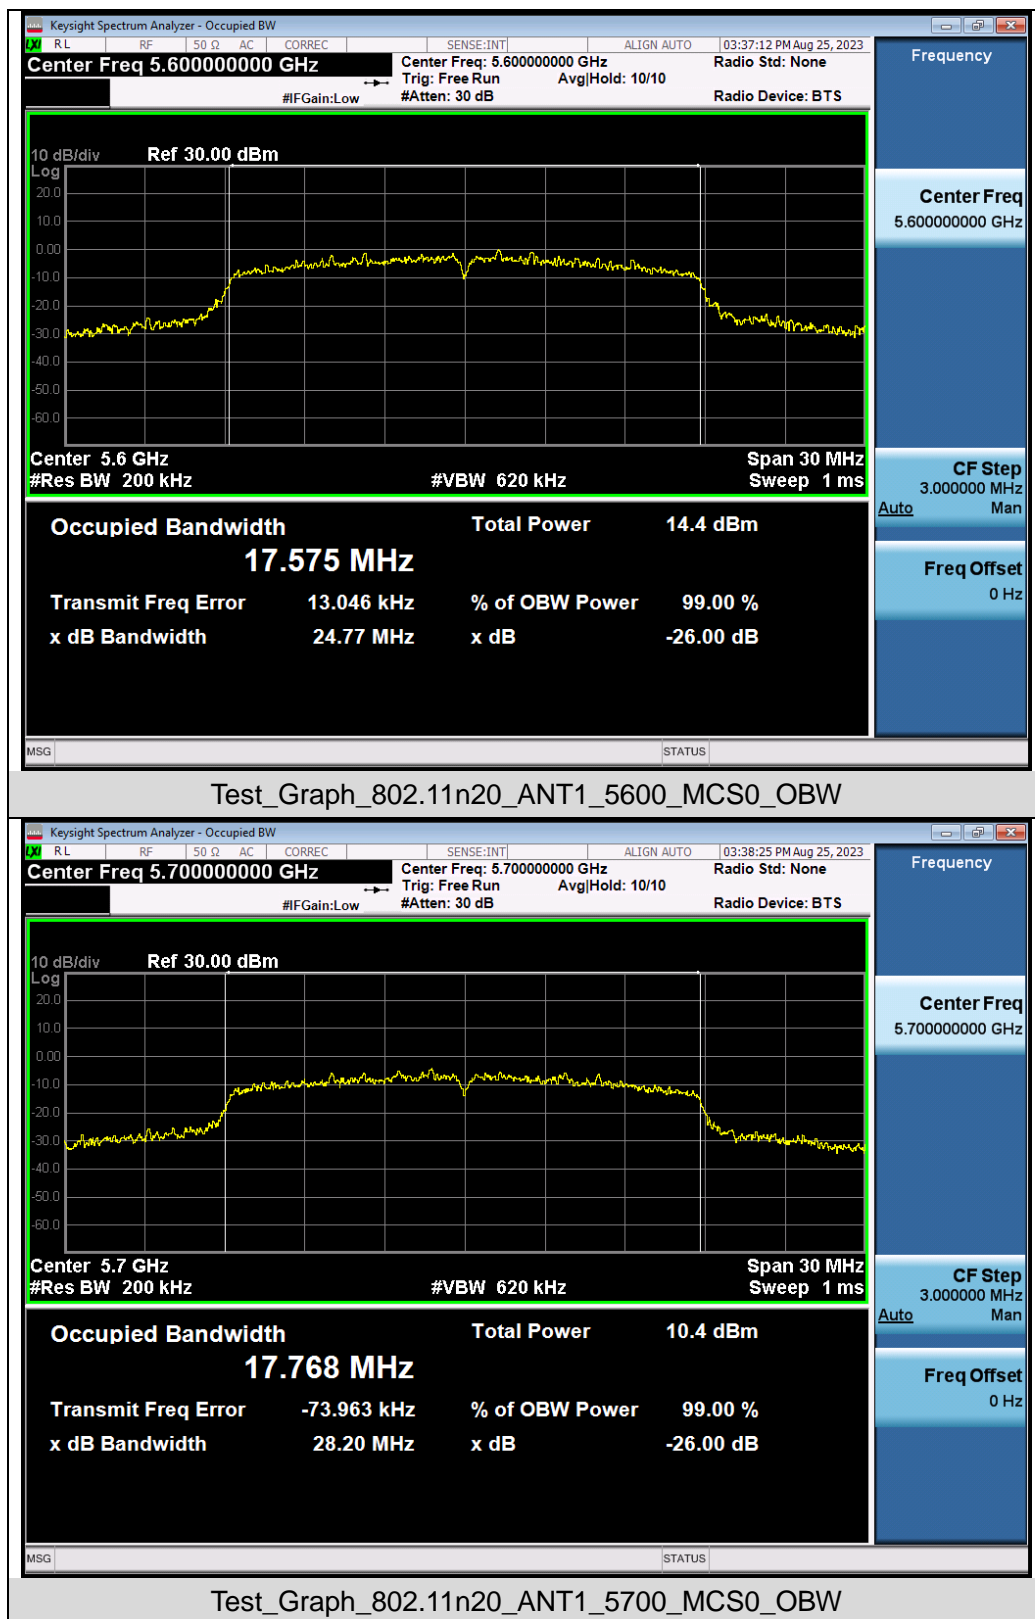 Keysight Spectrum Analyzer - Occupied BW
LXI RL RF 50 Ω AC CORREC SENSE:INT ALIGN AUTO 03:37:12 PM Aug 25, 2023
Center Freq 5.600000000 GHz Center Freq: 5.600000000 GHz Radio Std: None
Trig: Free Run Avg|Hold: 10/10
#IFGain:Low #Atten: 30 dB Radio Device: BTS
10 dB/div Ref 30.00 dBm
Log
20.0
10.0
0.00
-10.0
-20.0
-30.0
-40.0
-50.0
-60.0
Center 5.6 GHz Span 30 MHz
#Res BW 200 kHz #VBW 620 kHz Sweep 1 ms
Occupied Bandwidth Total Power 14.4 dBm
17.575 MHz
Transmit Freq Error 13.046 kHz % of OBW Power 99.00 %
x dB Bandwidth 24.77 MHz x dB -26.00 dB
MSG STATUS
Frequency
Center Freq
5.600000000 GHz
CF Step
3.000000 MHz
Auto Man
Freq Offset
0 Hz
Test_Graph_802.11n20_ANT1_5600_MCS0_OBW
Keysight Spectrum Analyzer - Occupied BW
LXI RL RF 50 Ω AC CORREC SENSE:INT ALIGN AUTO 03:38:25 PM Aug 25, 2023
Center Freq 5.700000000 GHz Center Freq: 5.700000000 GHz Radio Std: None
Trig: Free Run Avg|Hold: 10/10
#IFGain:Low #Atten: 30 dB Radio Device: BTS
10 dB/div Ref 30.00 dBm
Log
20.0
10.0
0.00
-10.0
-20.0
-30.0
-40.0
-50.0
-60.0
Center 5.7 GHz Span 30 MHz
#Res BW 200 kHz #VBW 620 kHz Sweep 1 ms
Occupied Bandwidth Total Power 10.4 dBm
17.768 MHz
Transmit Freq Error -73.963 kHz % of OBW Power 99.00 %
x dB Bandwidth 28.20 MHz x dB -26.00 dB
MSG STATUS
Frequency
Center Freq
5.700000000 GHz
CF Step
3.000000 MHz
Auto Man
Freq Offset
0 Hz
Test_Graph_802.11n20_ANT1_5700_MCS0_OBW